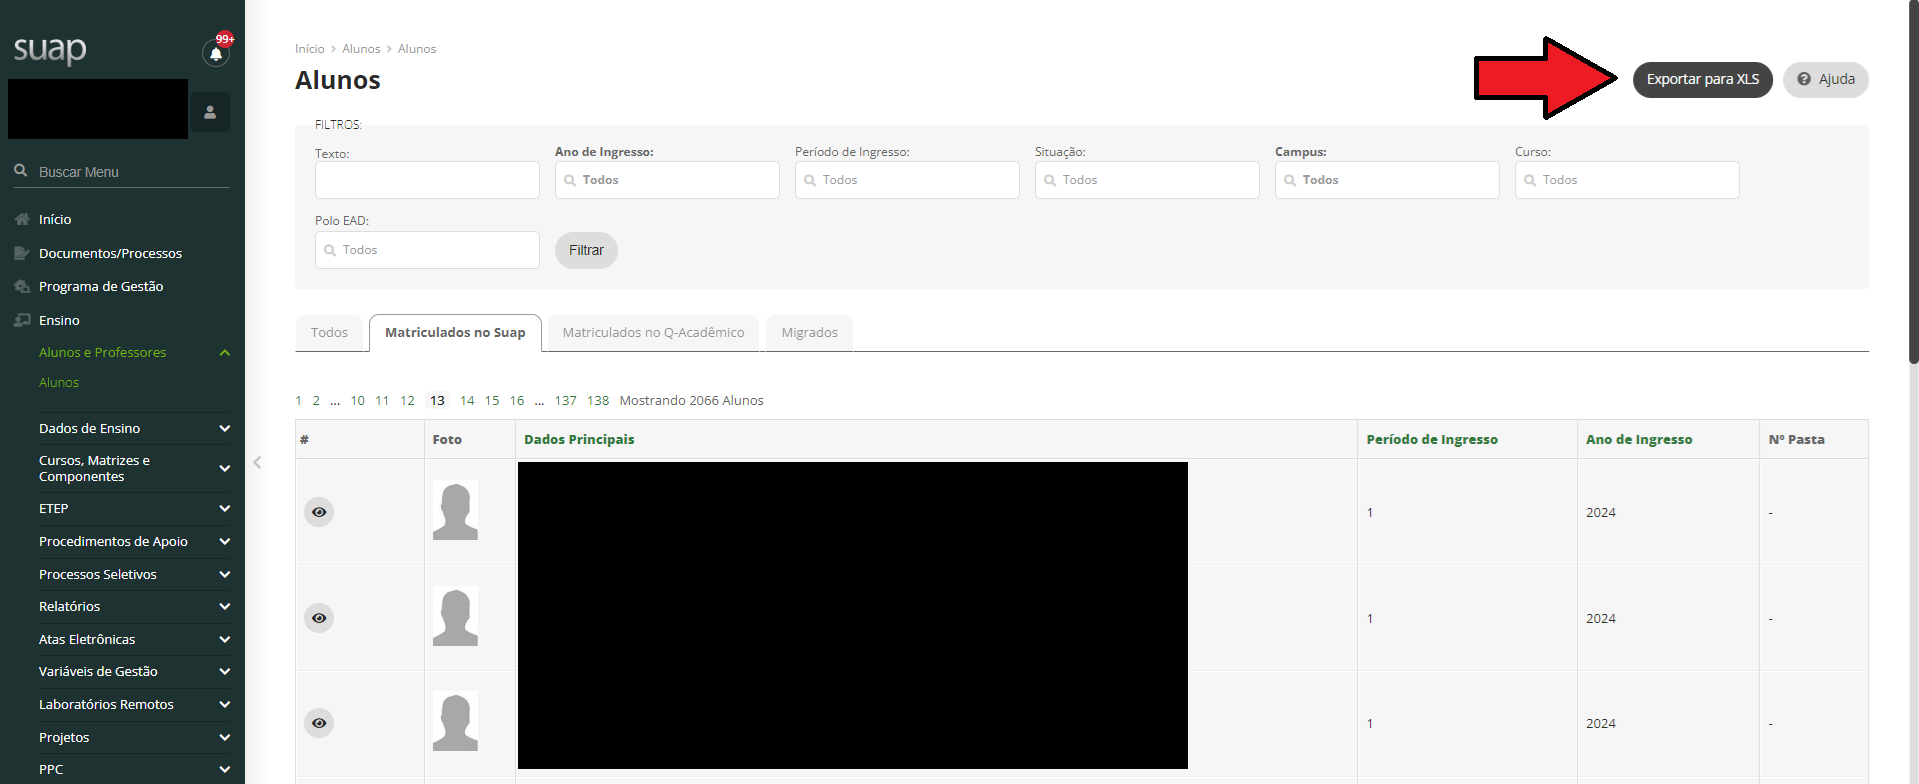 suap
99+
Buscar Menu
Início
Documentos/Processos
Programa de Gestão
Ensino
Alunos e Professores
Alunos
Dados de Ensino
Cursos, Matrizes e
Componentes
ETEP
Procedimentos de Apoio
Processos Seletivos
Relatórios
Atas Eletrônicas
Variáveis de Gestão
Laboratórios Remotos
Projetos
PPC
Início > Alunos > Alunos
Alunos
Exportar para XLS
Ajuda
FILTROS:
Texto: Ano de Ingresso: Período de Ingresso: Situação: Campus: Curso:
Todos Todos Todos Todos Todos
Polo EAD:
Todos Filtrar
Todos Matriculados no Suap Matriculados no Q-Acadêmico Migrados
1 2 ... 10 11 12 13 14 15 16 ... 137 138 Mostrando 2066 Alunos
# Foto Dados Principais Período de Ingresso Ano de Ingresso Nº Pasta
1 2024 -
1 2024 -
1 2024 -